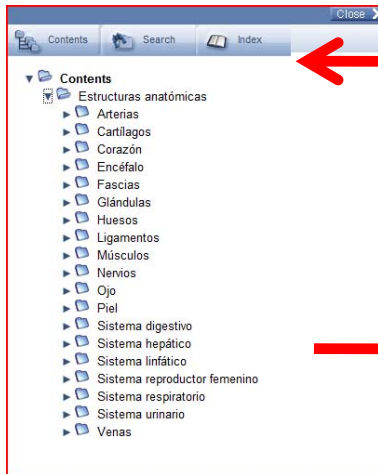 Close
Contents Search Index
Contents
Estructuras anatómicas
Arterias
Cartílagos
Corazón
Encéfalo
Fascias
Glándulas
Huesos
Ligamentos
Músculos
Nervios
Ojo
Piel
Sistema digestivo
Sistema hepático
Sistema linfático
Sistema reproductor femenino
Sistema respiratorio
Sistema urinario
Venas